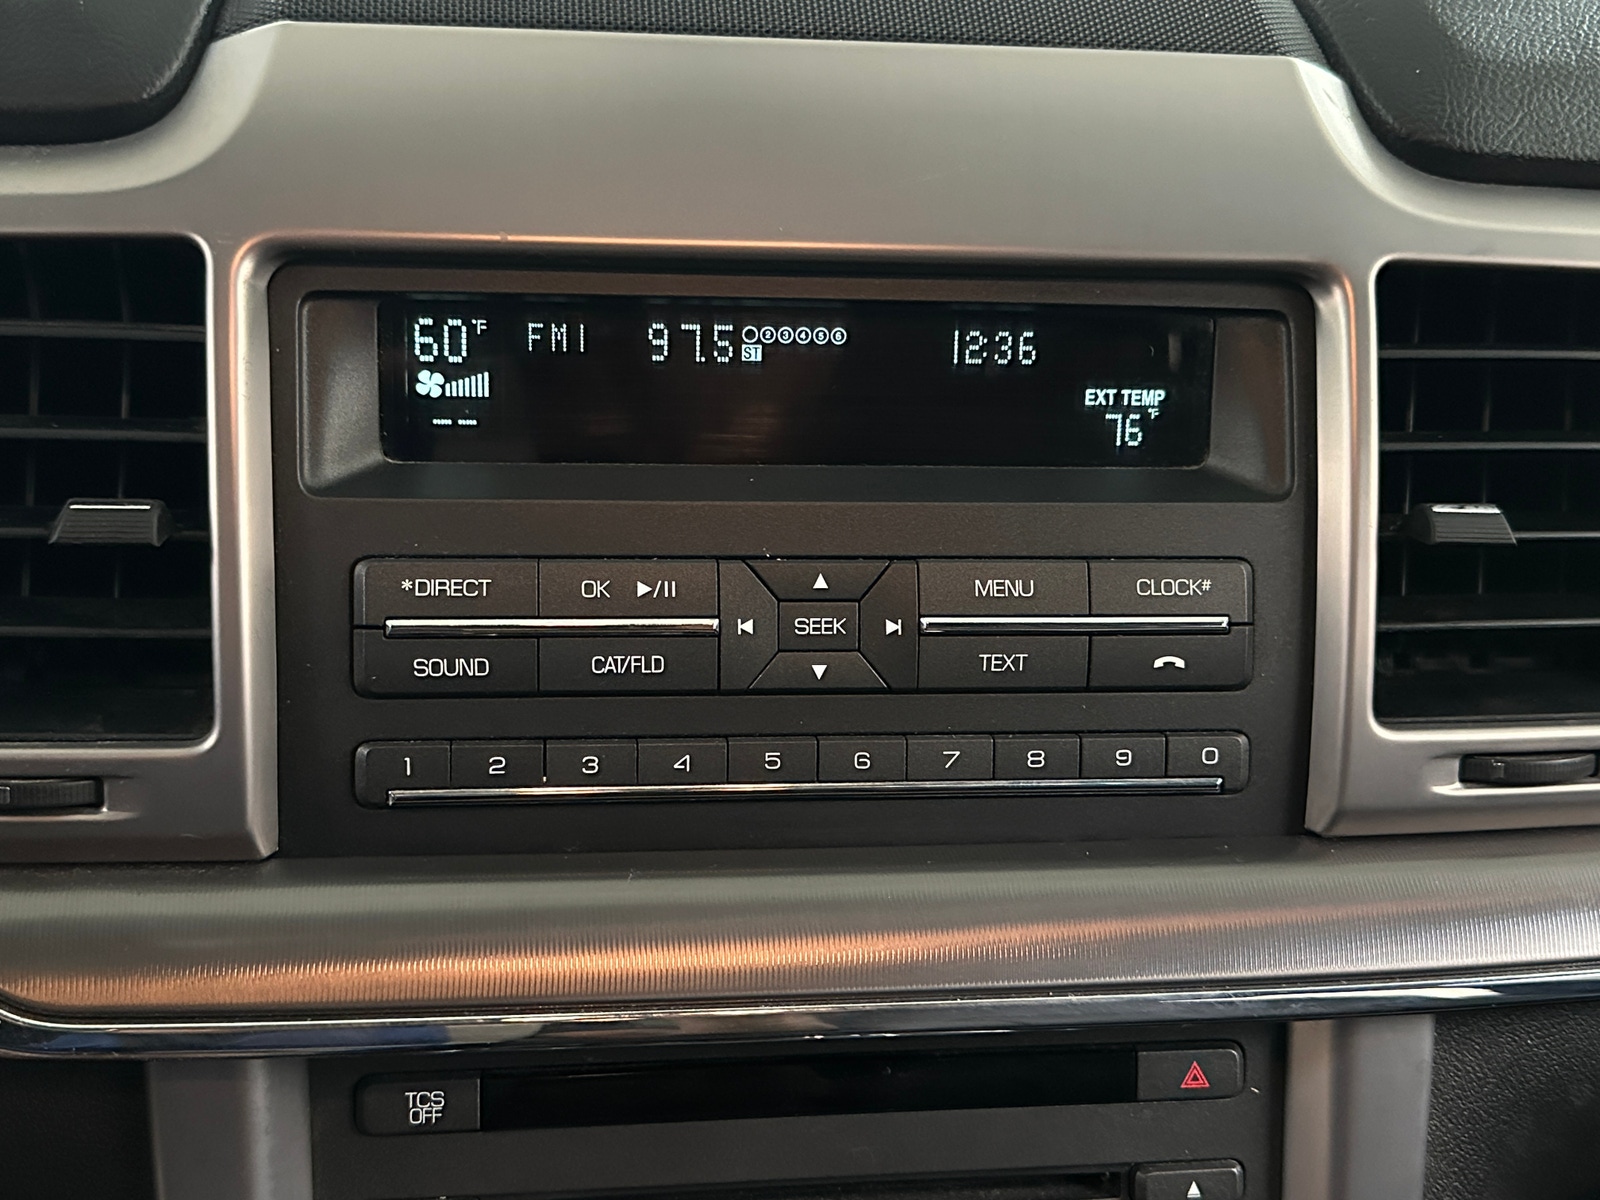 60°F FM1 97.5 ②③④⑤⑥ 12:36
ST
EXT TEMP
76°F
*DIRECT OK ▶/II ▲ MENU CLOCK#
SEEK
SOUND CAT/FLD ▼ TEXT
1 2 3 4 5 6 7 8 9 0
TCS
OFF